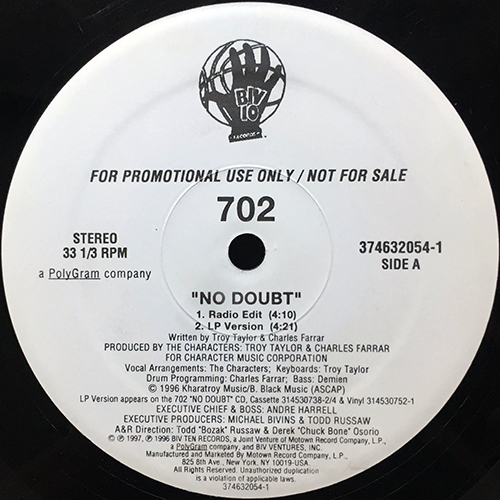 BIV
10
RECORDS
FOR PROMOTIONAL USE ONLY / NOT FOR SALE
702
STEREO
33 1/3 RPM
a PolyGram company
374632054-1
SIDE A
"NO DOUBT"
1. Radio Edit (4:10)
2. LP Version (4:21)
Written by Troy Taylor & Charles Farrar
PRODUCED BY THE CHARACTERS: TROY TAYLOR & CHARLES FARRAR
FOR CHARACTER MUSIC CORPORATION
Vocal Arrangements: The Characters; Keyboards: Troy Taylor
Drum Programming: Charles Farrar; Bass: Demien
© 1996 Kharatroy Music/B. Black Music (ASCAP)
LP Version appears on the 702 "NO DOUBT" CD, Cassette 314530738-2/4 & Vinyl 314530752-1
EXECUTIVE CHIEF & BOSS: ANDRE HARRELL
EXECUTIVE PRODUCERS: MICHAEL BIVINS & TODD RUSSAW
A&R Direction: Todd "Bozak" Russaw & Derek "Chuck Bone" Osorio
© ℗ 1997, ℗ 1996 BIV TEN RECORDS, a Joint Venture of Motown Record Company, L.P.,
a PolyGram company, and BIV VENTURES, INC.
Manufactured and Marketed by Motown Record Company, L.P.,
825 8th Ave., New York, NY 10019-USA.
All Rights Reserved. Unauthorized duplication
is a violation of applicable laws.
374632054-1